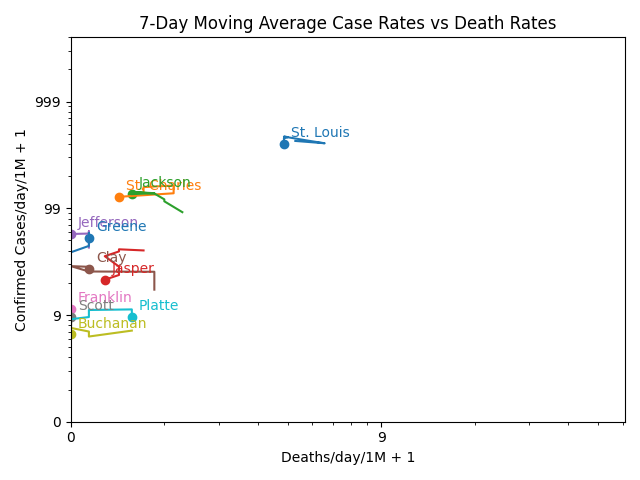 7-Day Moving Average Case Rates vs Death Rates
999
St. Louis
Jackson
St. Charles
99
Jefferson
Greene
Clay
Jasper
Franklin
Scott
Platte
9
Buchanan
0
0
9
Confirmed Cases/day/1M + 1
Deaths/day/1M + 1